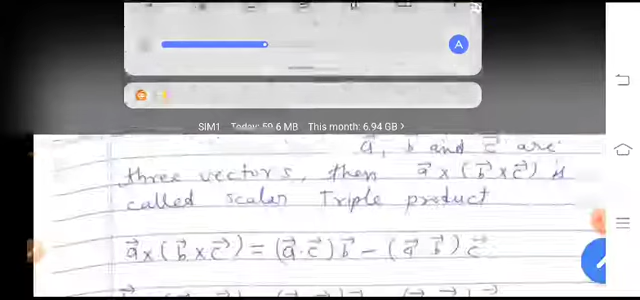 A
SIM1 Today: 59.6 MB This month: 6.94 GB >
a⃗, b⃗ and c⃗ are
three vectors, then a⃗ × (b⃗ × c⃗) is
called scalar Triple product
a⃗ × (b⃗ × c⃗) = (a⃗ · c⃗) b⃗ − (a⃗ b⃗) c⃗